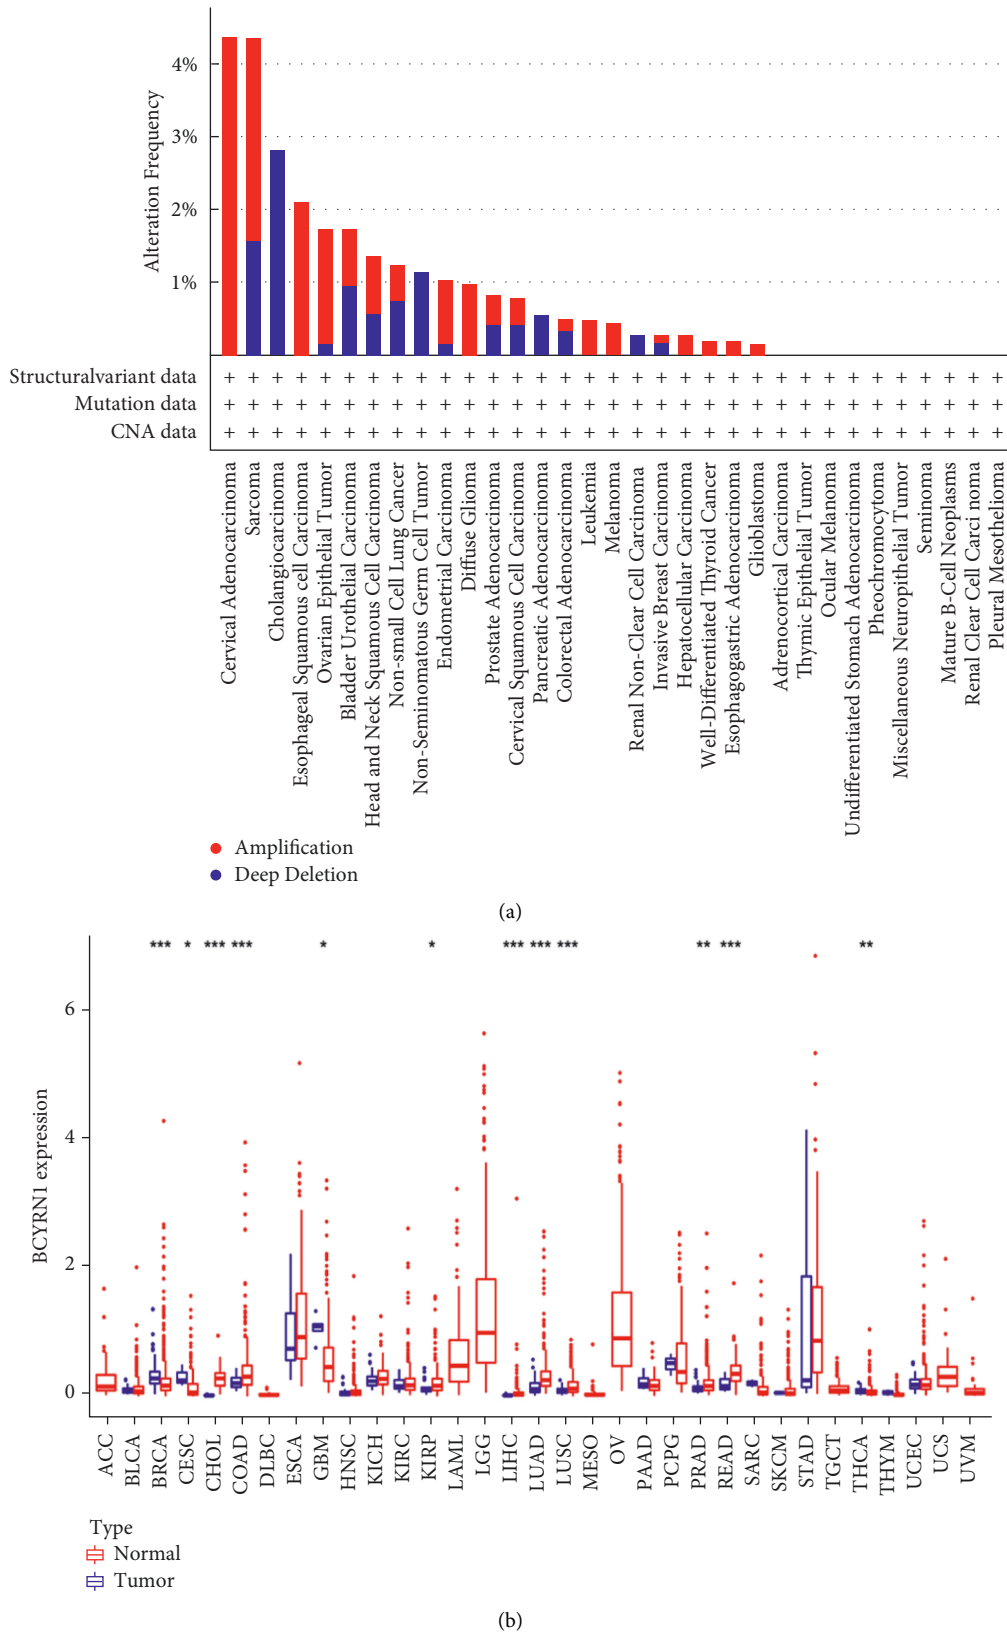 4%
3%
2%
1%
Alteration Frequency
Structuralvariant data + + + + + + + + + + + + + + + + + + + + + + + + + + + + + + + + +
Mutation data + + + + + + + + + + + + + + + + + + + + + + + + + + + + + + + + +
CNA data + + + + + + + + + + + + + + + + + + + + + + + + + + + + + + + + +
Cervical Adenocarcinoma
Sarcoma
Cholangiocarcinoma
Esophageal Squamous cell Carcinoma
Ovarian Epithelial Tumor
Bladder Urothelial Carcinoma
Head and Neck Squamous Cell Carcinoma
Non-small Cell Lung Cancer
Non-Seminomatous Germ Cell Tumor
Endometrial Carcinoma
Diffuse Glioma
Prostate Adenocarcinoma
Cervical Squamous Cell Carcinoma
Pancreatic Adenocarcinoma
Colorectal Adenocarcinoma
Leukemia
Melanoma
Renal Non-Clear Cell Carcinoma
Invasive Breast Carcinoma
Hepatocellular Carcinoma
Well-Differentiated Thyroid Cancer
Esophagogastric Adenocarcinoma
Glioblastoma
Adrenocortical Carcinoma
Thymic Epithelial Tumor
Ocular Melanoma
Undifferentiated Stomach Adenocarcinoma
Pheochromocytoma
Miscellaneous Neuropithelial Tumor
Seminoma
Mature B-Cell Neoplasms
Renal Clear Cell Carci noma
Pleural Mesothelioma
Amplification
Deep Deletion
(a)
*** * *** *** * * *** *** *** ** *** **
6
4
2
0
BCYRN1 expression
ACC
BLCA
BRCA
CESC
CHOL
COAD
DLBC
ESCA
GBM
HNSC
KICH
KIRC
KIRP
LAML
LGG
LIHC
LUAD
LUSC
MESO
OV
PAAD
PCPG
PRAD
READ
SARC
SKCM
STAD
TGCT
THCA
THYM
UCEC
UCS
UVM
Type
Normal
Tumor
(b)